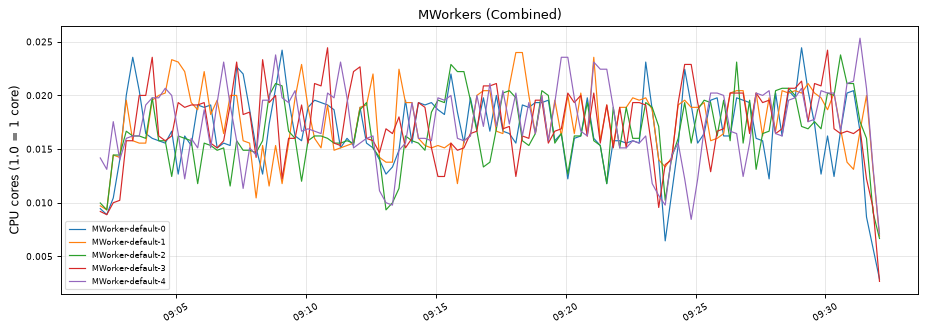 MWorkers (Combined)
CPU cores (1.0 = 1 core)
0.025
0.020
0.015
0.010
0.005
MWorker-default-0
MWorker-default-1
MWorker-default-2
MWorker-default-3
MWorker-default-4
09:05
09:10
09:15
09:20
09:25
09:30